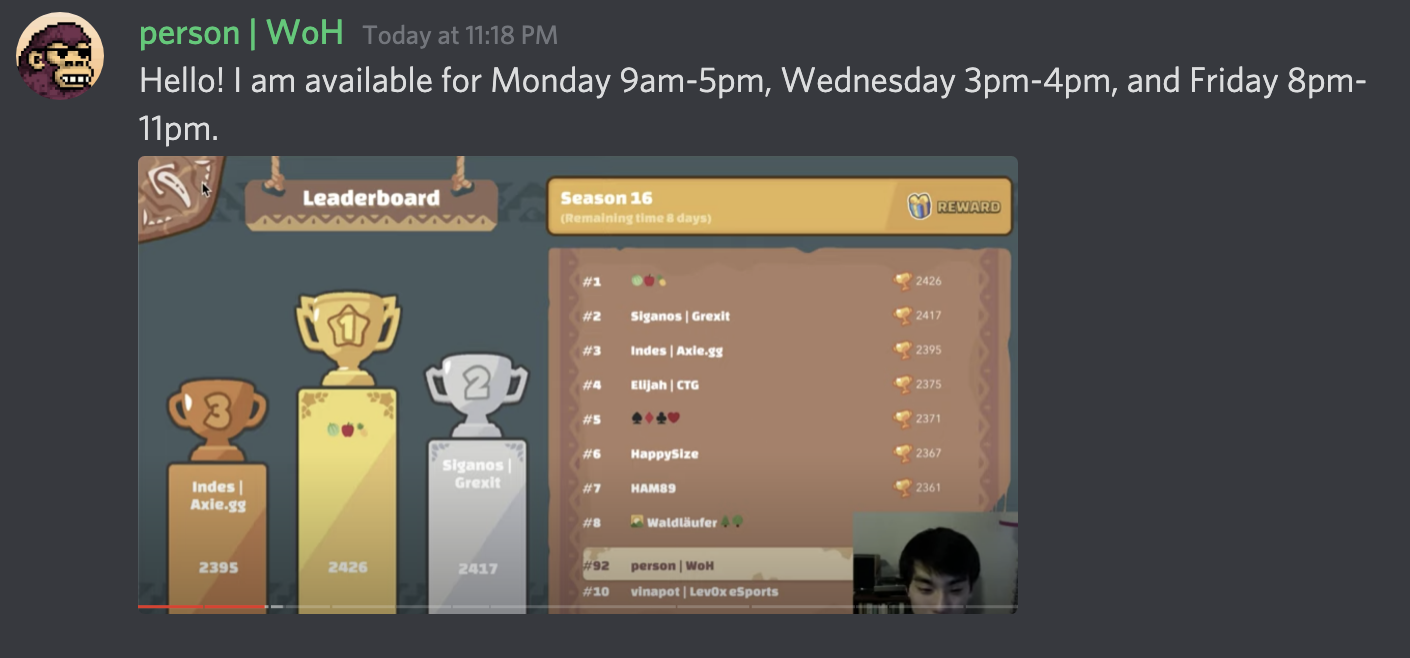 person | WoH Today at 11:18 PM
Hello! I am available for Monday 9am-5pm, Wednesday 3pm-4pm, and Friday 8pm-
11pm.
Leaderboard
Season 16
(Remaining time 8 days)
REWARD
1
2
3
Indes |
Axie.gg
2395
2426
Siganos |
Grexit
2417
#1 🍈🍎🍍 2426
#2 Siganos | Grexit 2417
#3 Indes | Axie.gg 2395
#4 Elijah | CTG 2375
#5 ♠♦♣♥ 2371
#6 HappySize 2367
#7 HAM89 2361
#8 Waldläufer
#92 person | WoH
#10 vinapot | Lev0x eSports